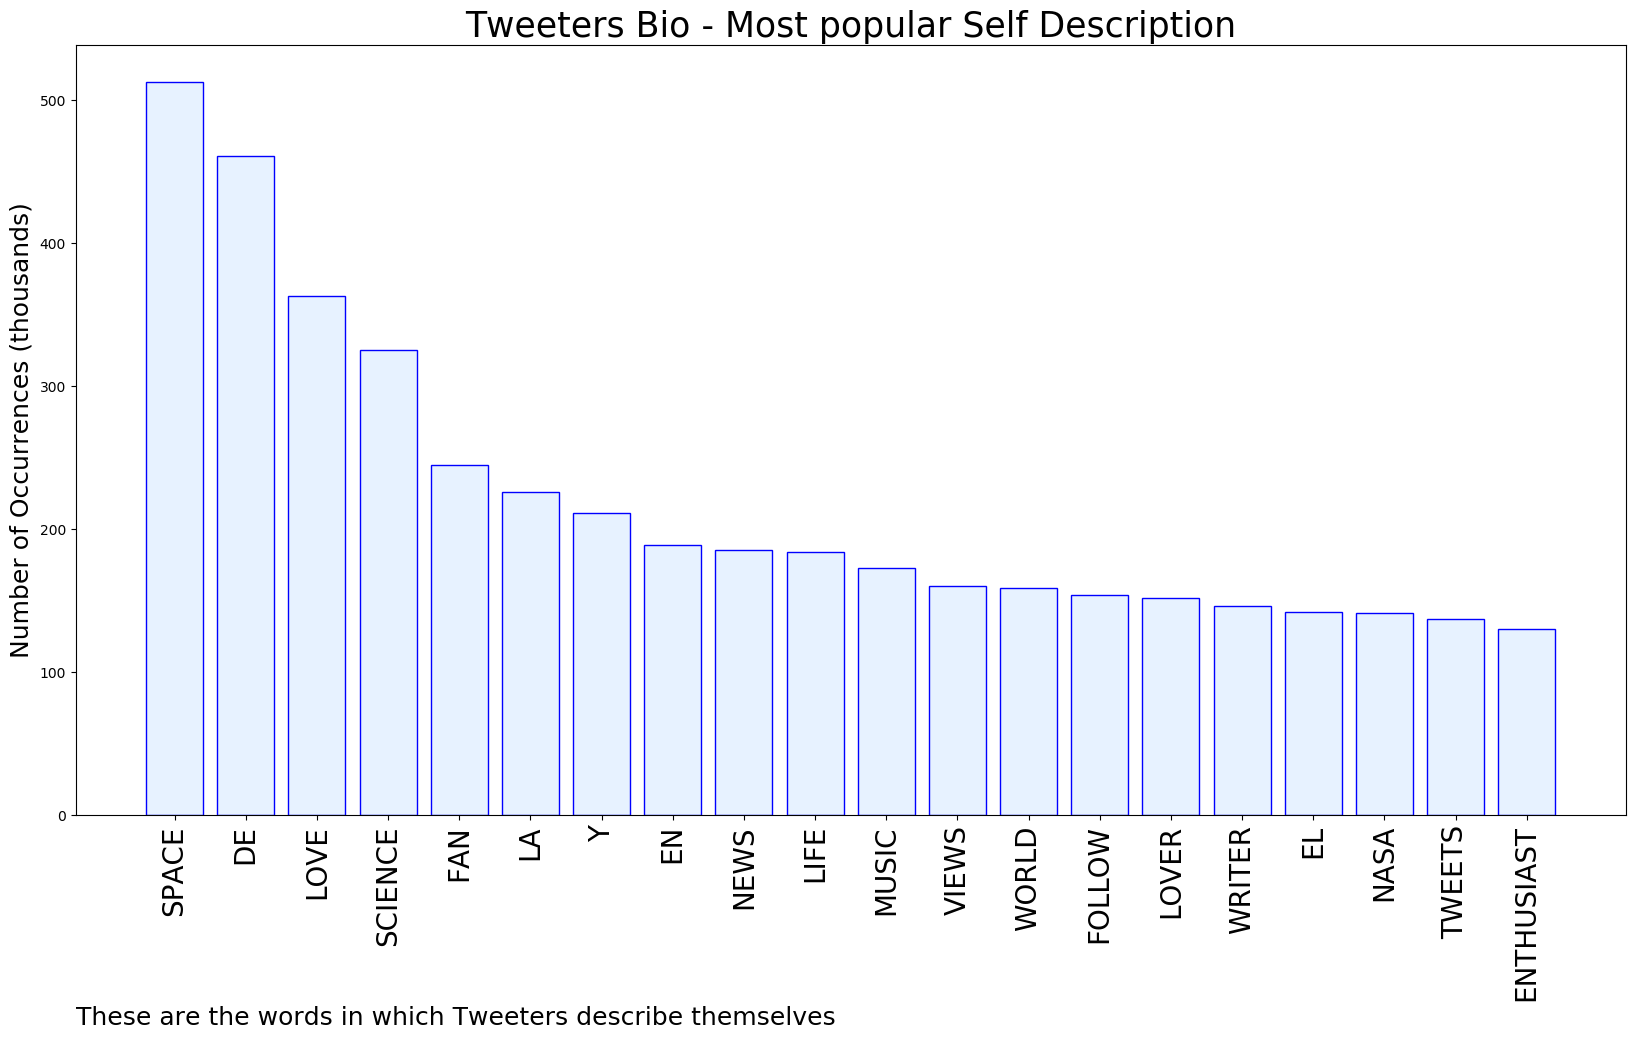 Tweeters Bio - Most popular Self Description
Number of Occurrences (thousands)
500
400
300
200
100
0
SPACE
DE
LOVE
SCIENCE
FAN
LA
Y
EN
NEWS
LIFE
MUSIC
VIEWS
WORLD
FOLLOW
LOVER
WRITER
EL
NASA
TWEETS
ENTHUSIAST
These are the words in which Tweeters describe themselves